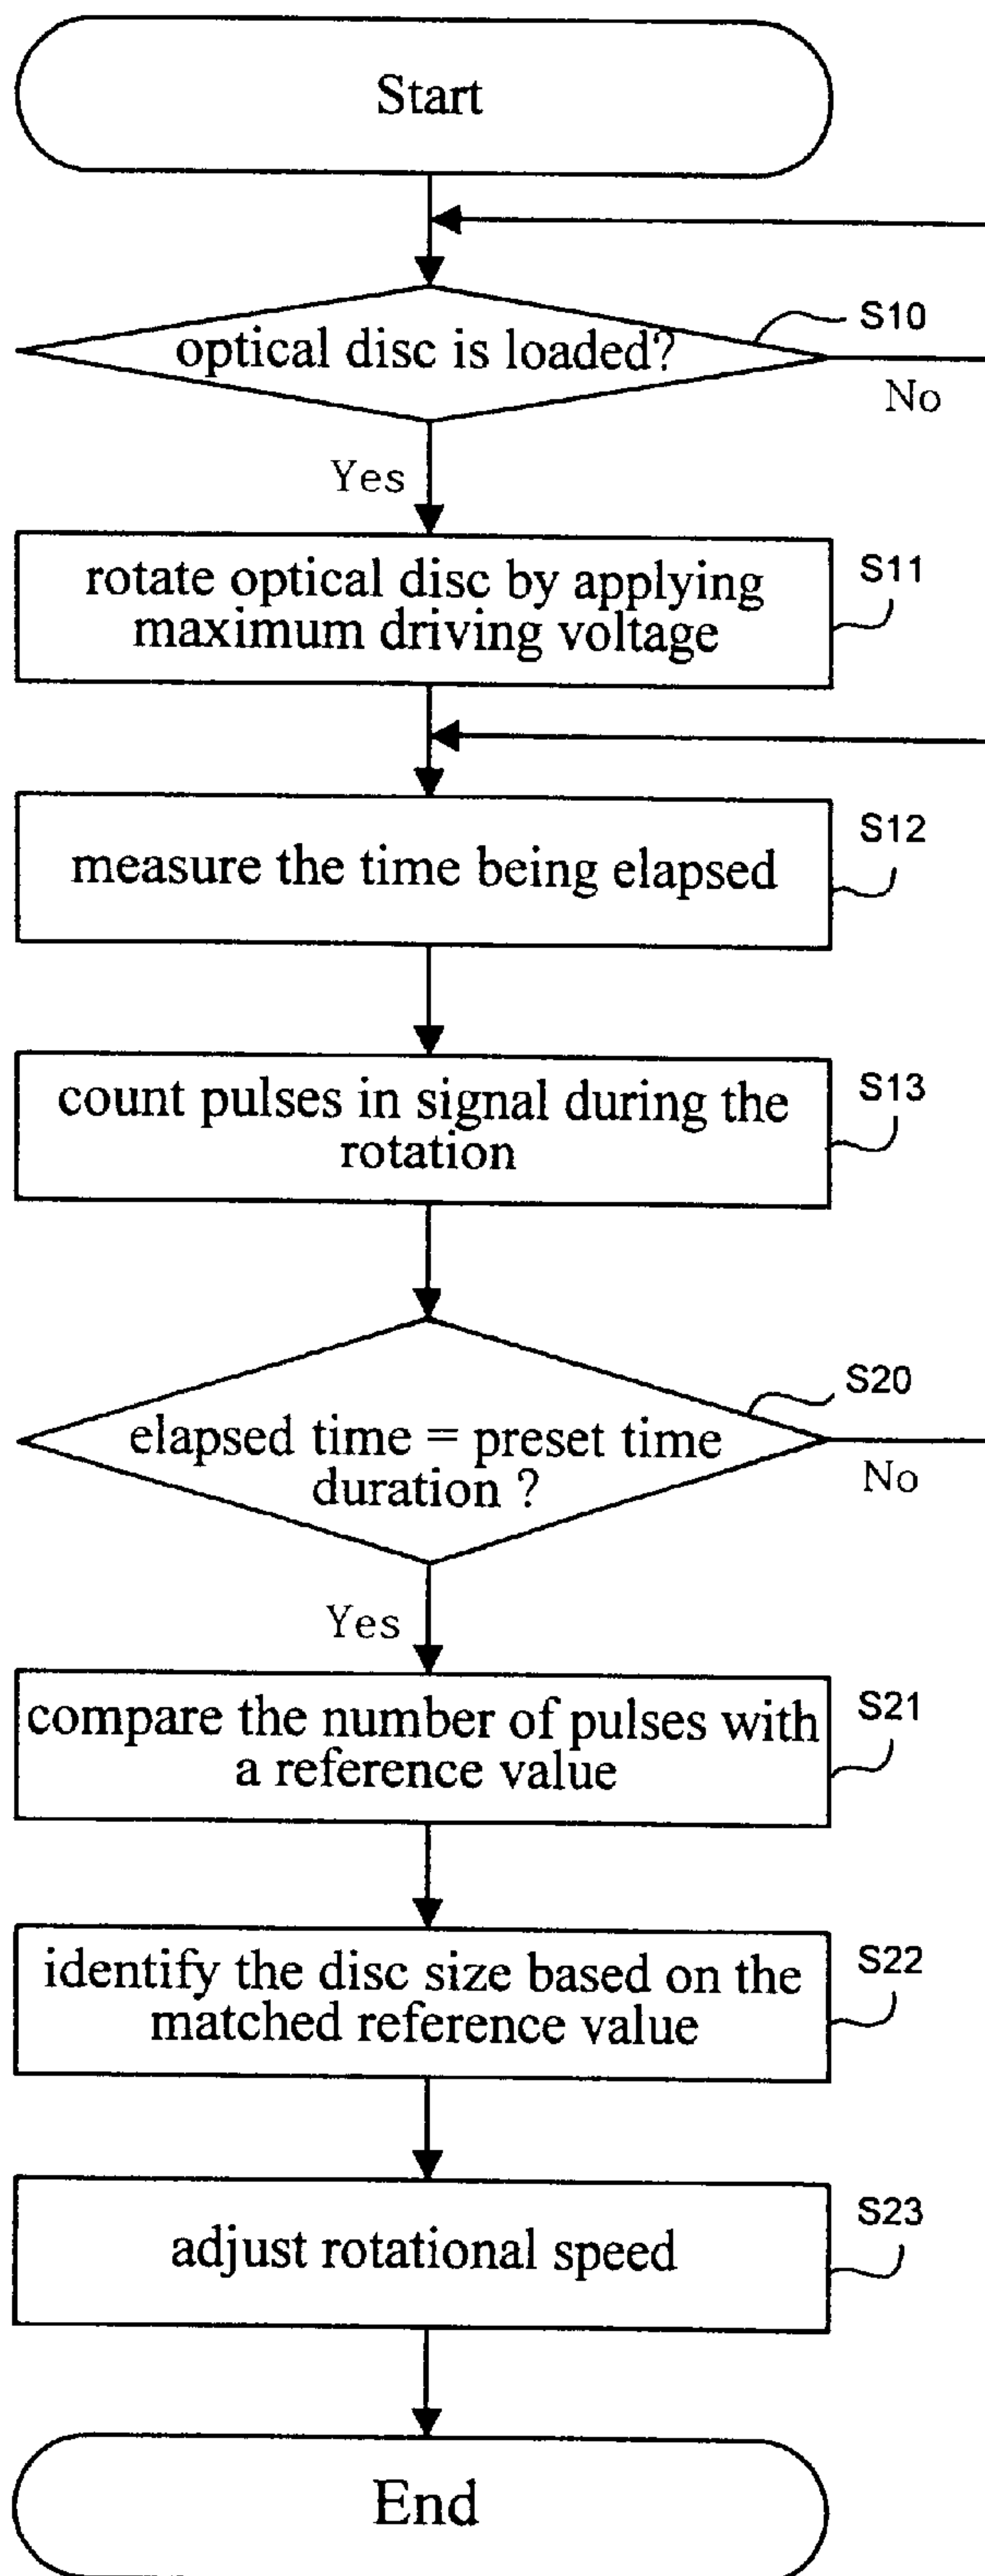 Start
optical disc is loaded?
S10
No
Yes
rotate optical disc by applying
maximum driving voltage
S11
measure the time being elapsed
S12
count pulses in signal during the
rotation
S13
elapsed time = preset time
duration ?
S20
No
Yes
compare the number of pulses with
a reference value
S21
identify the disc size based on the
matched reference value
S22
adjust rotational speed
S23
End